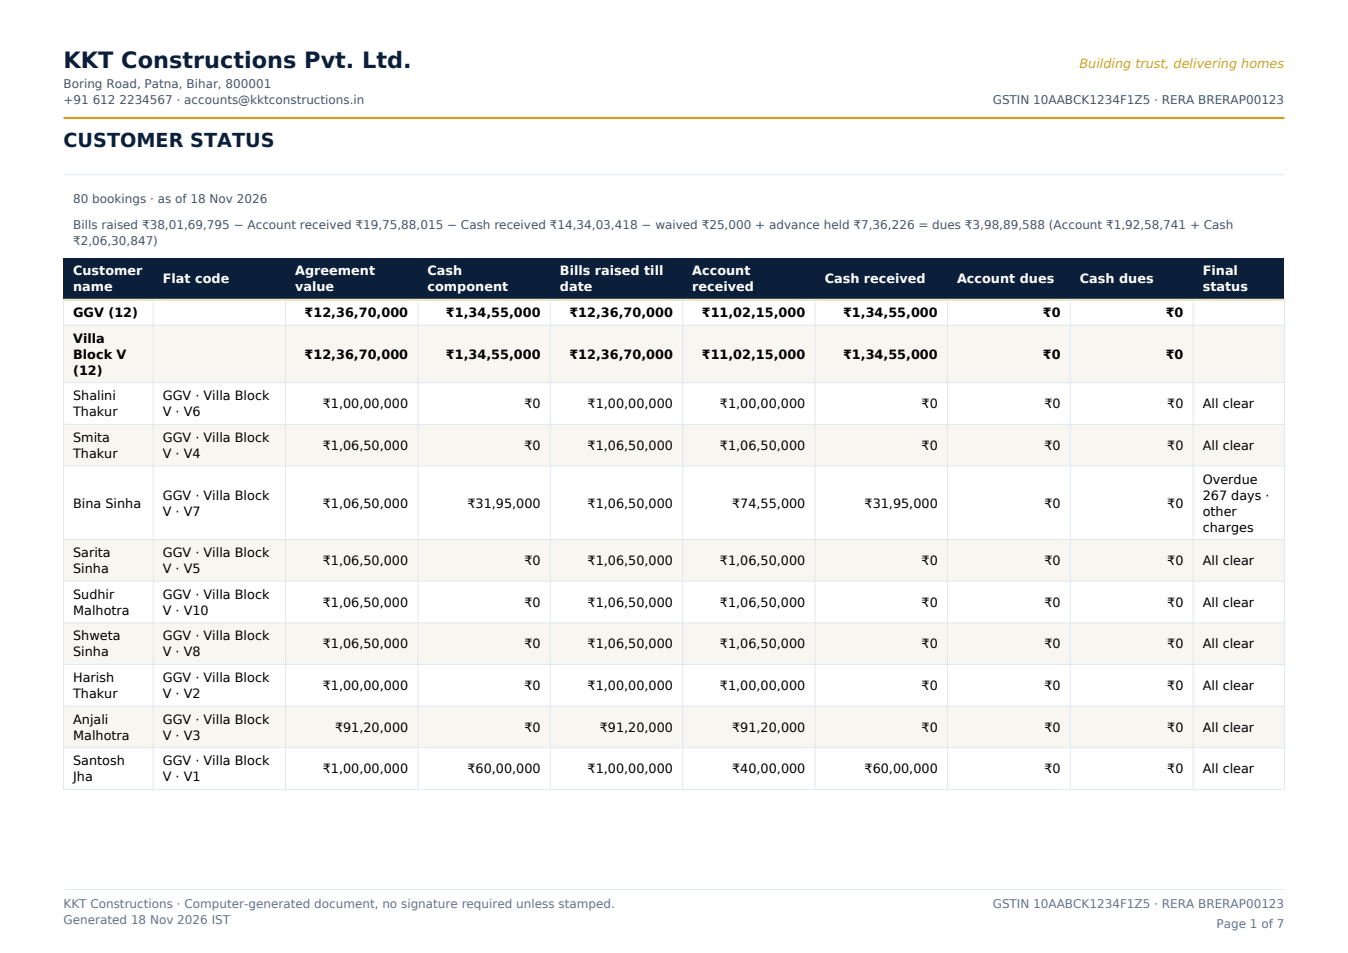 KKT Constructions Pvt. Ltd.
Building trust, delivering homes
Boring Road, Patna, Bihar, 800001
+91 612 2234567 · accounts@kktconstructions.in
GSTIN 10AABCK1234F1Z5 · RERA BRERAP00123
CUSTOMER STATUS
80 bookings · as of 18 Nov 2026
Bills raised ₹38,01,69,795 − Account received ₹19,75,88,015 − Cash received ₹14,34,03,418 − waived ₹25,000 + advance held ₹7,36,226 = dues ₹3,98,89,588 (Account ₹1,92,58,741 + Cash
₹2,06,30,847)
Customer name Flat code Agreement value Cash component Bills raised till date Account received Cash received Account dues Cash dues Final status
GGV (12) ₹12,36,70,000 ₹1,34,55,000 ₹12,36,70,000 ₹11,02,15,000 ₹1,34,55,000 ₹0 ₹0
Villa Block V (12) ₹12,36,70,000 ₹1,34,55,000 ₹12,36,70,000 ₹11,02,15,000 ₹1,34,55,000 ₹0 ₹0
Shalini Thakur GGV · Villa Block V · V6 ₹1,00,00,000 ₹0 ₹1,00,00,000 ₹1,00,00,000 ₹0 ₹0 ₹0 All clear
Smita Thakur GGV · Villa Block V · V4 ₹1,06,50,000 ₹0 ₹1,06,50,000 ₹1,06,50,000 ₹0 ₹0 ₹0 All clear
Bina Sinha GGV · Villa Block V · V7 ₹1,06,50,000 ₹31,95,000 ₹1,06,50,000 ₹74,55,000 ₹31,95,000 ₹0 ₹0 Overdue 267 days · other charges
Sarita Sinha GGV · Villa Block V · V5 ₹1,06,50,000 ₹0 ₹1,06,50,000 ₹1,06,50,000 ₹0 ₹0 ₹0 All clear
Sudhir Malhotra GGV · Villa Block V · V10 ₹1,06,50,000 ₹0 ₹1,06,50,000 ₹1,06,50,000 ₹0 ₹0 ₹0 All clear
Shweta Sinha GGV · Villa Block V · V8 ₹1,06,50,000 ₹0 ₹1,06,50,000 ₹1,06,50,000 ₹0 ₹0 ₹0 All clear
Harish Thakur GGV · Villa Block V · V2 ₹1,00,00,000 ₹0 ₹1,00,00,000 ₹1,00,00,000 ₹0 ₹0 ₹0 All clear
Anjali Malhotra GGV · Villa Block V · V3 ₹91,20,000 ₹0 ₹91,20,000 ₹91,20,000 ₹0 ₹0 ₹0 All clear
Santosh Jha GGV · Villa Block V · V1 ₹1,00,00,000 ₹60,00,000 ₹1,00,00,000 ₹40,00,000 ₹60,00,000 ₹0 ₹0 All clear
KKT Constructions · Computer-generated document, no signature required unless stamped.
GSTIN 10AABCK1234F1Z5 · RERA BRERAP00123
Generated 18 Nov 2026 IST
Page 1 of 7